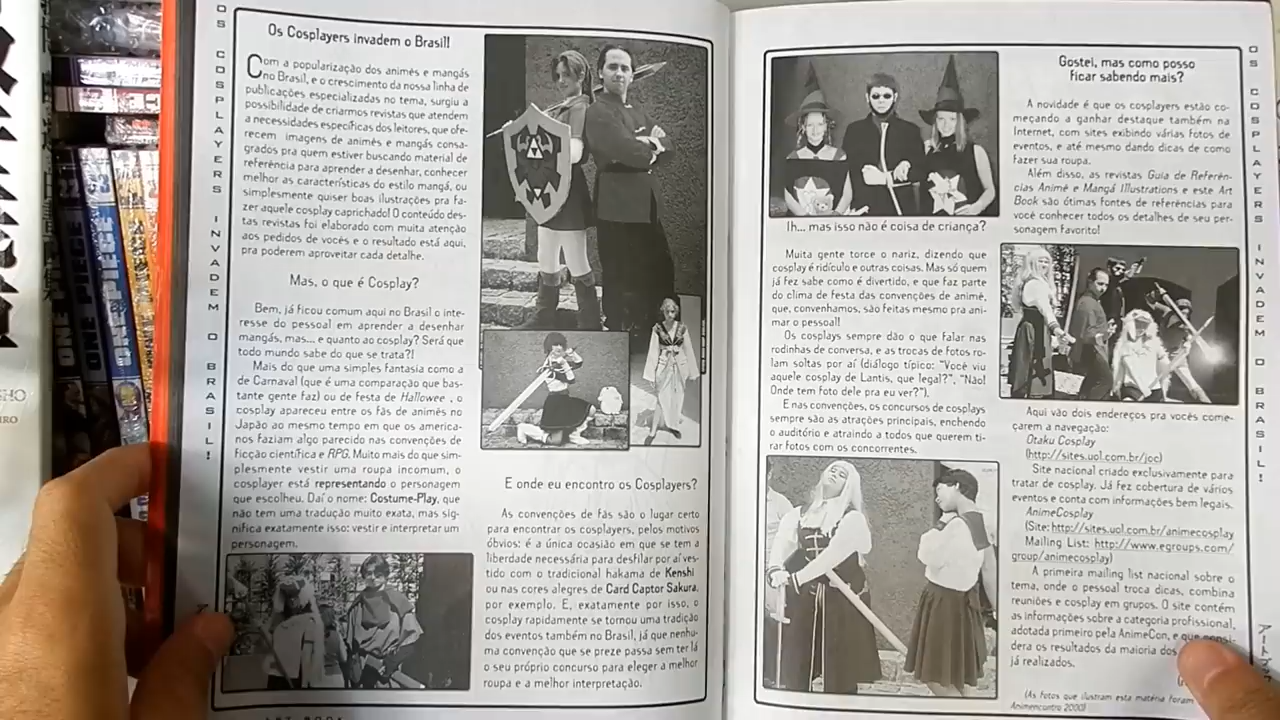 OS COSPLAYERS INVADEM O BRASIL!
Os Cosplayers invadem o Brasil!
Com a popularização dos animês e mangás
no Brasil, e o crescimento da nossa linha de
publicações especializadas no tema, surgiu a
possibilidade de criarmos revistas que atendem
a necessidades específicas dos leitores, que ofe-
recem imagens de animês e mangás consa-
grados pra quem estiver buscando material de
referência para aprender a desenhar, conhecer
melhor as características do estilo mangá, ou
simplesmente quiser boas ilustrações pra fa-
zer aquele cosplay caprichado! O conteúdo des-
tas revistas foi elaborado com muita atenção
aos pedidos de vocês e o resultado está aqui,
pra poderem aproveitar cada detalhe.
Mas, o que é Cosplay?
Bem, já ficou comum aqui no Brasil o inte-
resse do pessoal em aprender a desenhar
mangás, mas... e quanto ao cosplay? Será que
todo mundo sabe do que se trata?!
Mais do que uma simples fantasia como a
de Carnaval (que é uma comparação que bas-
tante gente faz) ou de festa de Hallowee , o
cosplay apareceu entre os fãs de animês no
Japão ao mesmo tempo em que os america-
nos faziam algo parecido nas convenções de
ficção científica e RPG. Muito mais do que sim-
plesmente vestir uma roupa incomum, o
cosplayer está representando o personagem
que escolheu. Daí o nome: Costume-Play, que
não tem uma tradução muito exata, mas sig-
nifica exatamente isso: vestir e interpretar um
personagem.
E onde eu encontro os Cosplayers?
As convenções de fãs são o lugar certo
para encontrar os cosplayers, pelos motivos
óbvios: é a única ocasião em que se tem a
liberdade necessária para desfilar por aí ves-
tido com o tradicional hakama de Kenshi
ou nas cores alegres de Card Captor Sakura,
por exemplo. E, exatamente por isso, o
cosplay rapidamente se tornou uma tradição
dos eventos também no Brasil, já que nenhu-
ma convenção que se preze passa sem ter lá
o seu próprio concurso para eleger a melhor
roupa e a melhor interpretação.
Ih... mas isso não é coisa de criança?
Muita gente torce o nariz, dizendo que
cosplay é ridículo e outras coisas. Mas só quem
já fez sabe como é divertido, e que faz parte
do clima de festa das convenções de animê,
que, convenhamos, são feitas mesmo pra ani-
mar o pessoal!
Os cosplays sempre dão o que falar nas
rodinhas de conversa, e as trocas de fotos ro-
lam soltas por aí (diálogo típico: "Você viu
aquele cosplay de Lantis, que legal?", "Não!
Onde tem foto dele pra eu ver?").
E nas convenções, os concursos de cosplays
sempre são as atrações principais, enchendo
o auditório e atraindo a todos que querem ti-
rar fotos com os concorrentes.
Gostei, mas como posso
ficar sabendo mais?
A novidade é que os cosplayers estão co-
meçando a ganhar destaque também na
Internet, com sites exibindo várias fotos de
eventos, e até mesmo dando dicas de como
fazer sua roupa.
Além disso, as revistas Guia de Referên-
cias Animê e Mangá Illustrations e este Art
Book são ótimas fontes de referências para
você conhecer todos os detalhes de seu per-
sonagem favorito!
Aqui vão dois endereços pra vocês come-
çarem a navegação:
Otaku Cosplay
(http://sites.uol.com.br/joc)
Site nacional criado exclusivamente para
tratar de cosplay. Já fez cobertura de vários
eventos e conta com informações bem legais.
AnimeCosplay
(Site: http://sites.uol.com.br/animecosplay
Mailing List: http://www.egroups.com/
group/animecosplay)
A primeira mailing list nacional sobre o
tema, onde o pessoal troca dicas, combina
reuniões e cosplay em grupos. O site contém
as informações sobre a categoria profissional,
adotada primeiro pela AnimeCon, e que consi-
dera os resultados da maioria dos
já realizados.
(As fotos que ilustram esta matéria foram
Animencontro 2000)
OS COSPLAYERS INVADEM O BRASIL!
ONE PIECE
ONE PIECE
ONE PIECE